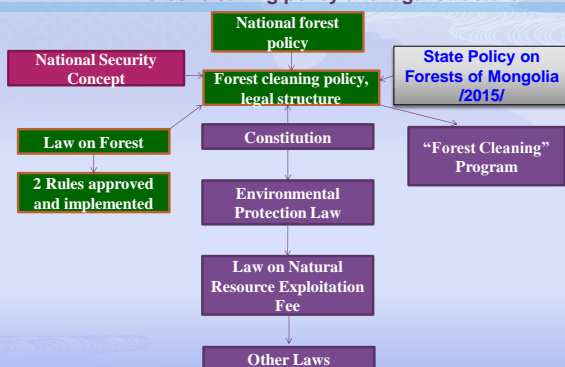 National forest
policy
National Security
Concept
State Policy on
Forests of Mongolia
/2015/
Forest cleaning policy,
legal structure
Law on Forest
Constitution
“Forest Cleaning”
Program
2 Rules approved
and implemented
Environmental
Protection Law
Law on Natural
Resource Exploitation
Fee
Other Laws